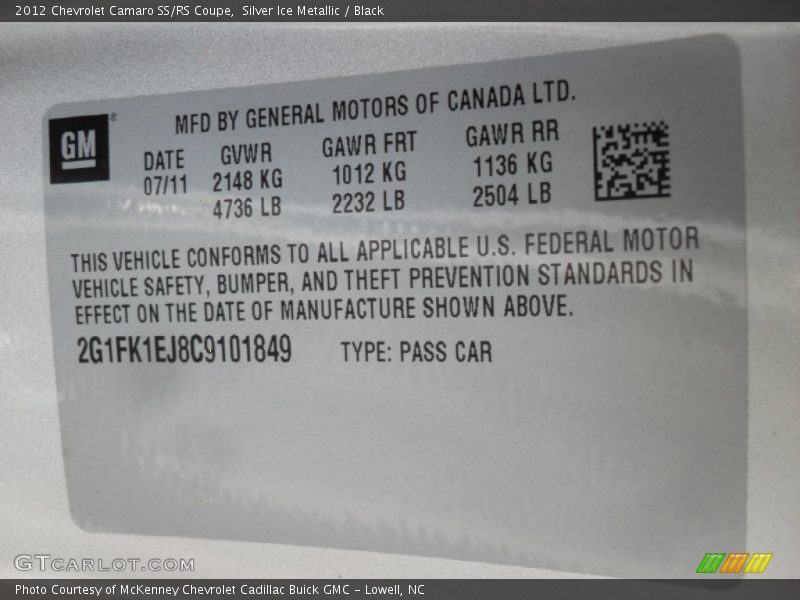 2012 Chevrolet Camaro SS/RS Coupe, Silver Ice Metallic / Black
MFD BY GENERAL MOTORS OF CANADA LTD.
GM
DATE GVWR GAWR FRT GAWR RR
07/11 2148 KG 1012 KG 1136 KG
4736 LB 2232 LB 2504 LB
THIS VEHICLE CONFORMS TO ALL APPLICABLE U.S. FEDERAL MOTOR
VEHICLE SAFETY, BUMPER, AND THEFT PREVENTION STANDARDS IN
EFFECT ON THE DATE OF MANUFACTURE SHOWN ABOVE.
2G1FK1EJ8C9101849 TYPE: PASS CAR
GTCARLOT.COM
Photo Courtesy of McKenney Chevrolet Cadillac Buick GMC - Lowell, NC